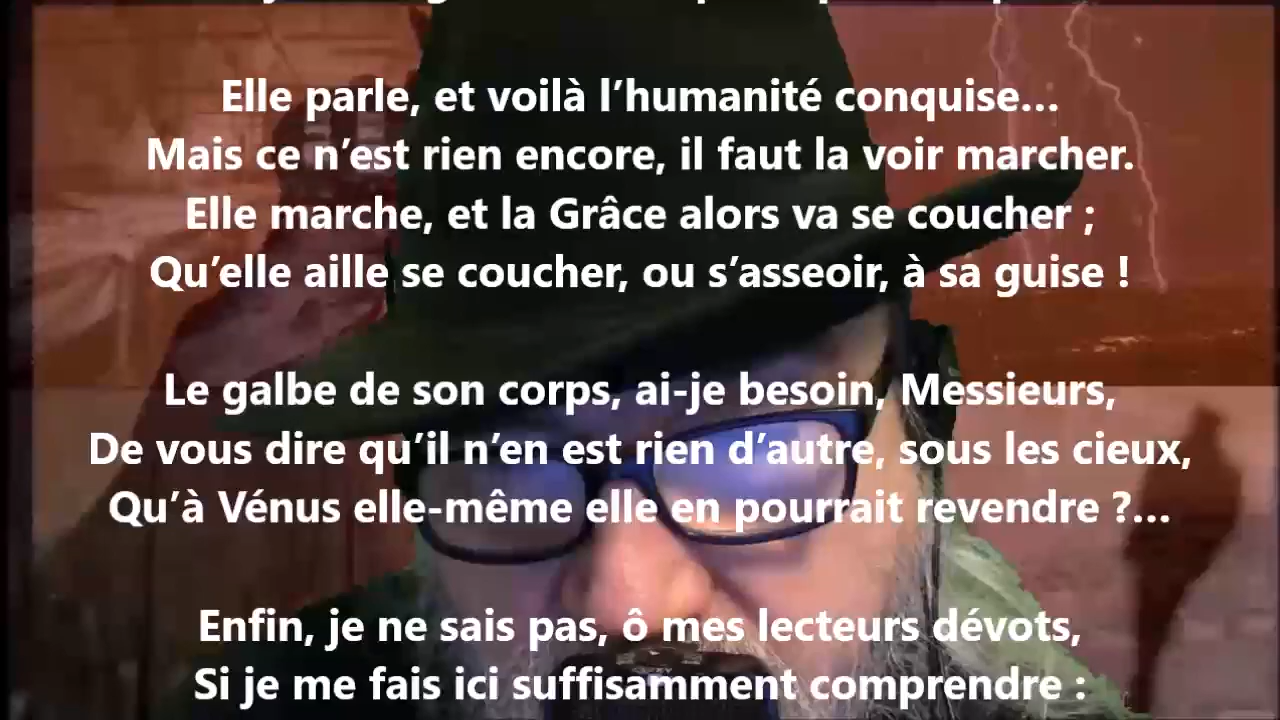 Elle parle, et voilà l’humanité conquise…
Mais ce n’est rien encore, il faut la voir marcher.
Elle marche, et la Grâce alors va se coucher ;
Qu’elle aille se coucher, ou s’asseoir, à sa guise !
Le galbe de son corps, ai-je besoin, Messieurs,
De vous dire qu’il n’en est rien d’autre, sous les cieux,
Qu’à Vénus elle-même elle en pourrait revendre ?…
Enfin, je ne sais pas, ô mes lecteurs dévots,
Si je me fais ici suffisamment comprendre :